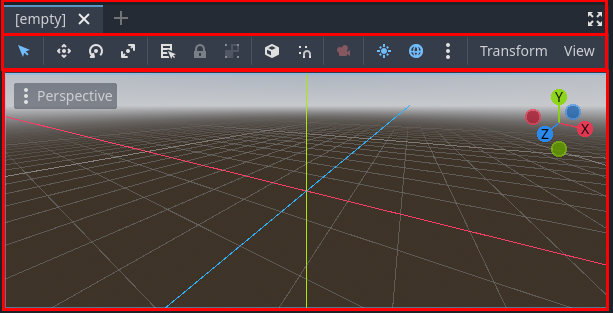 [empty]
Transform View
Perspective
Y
X
Z